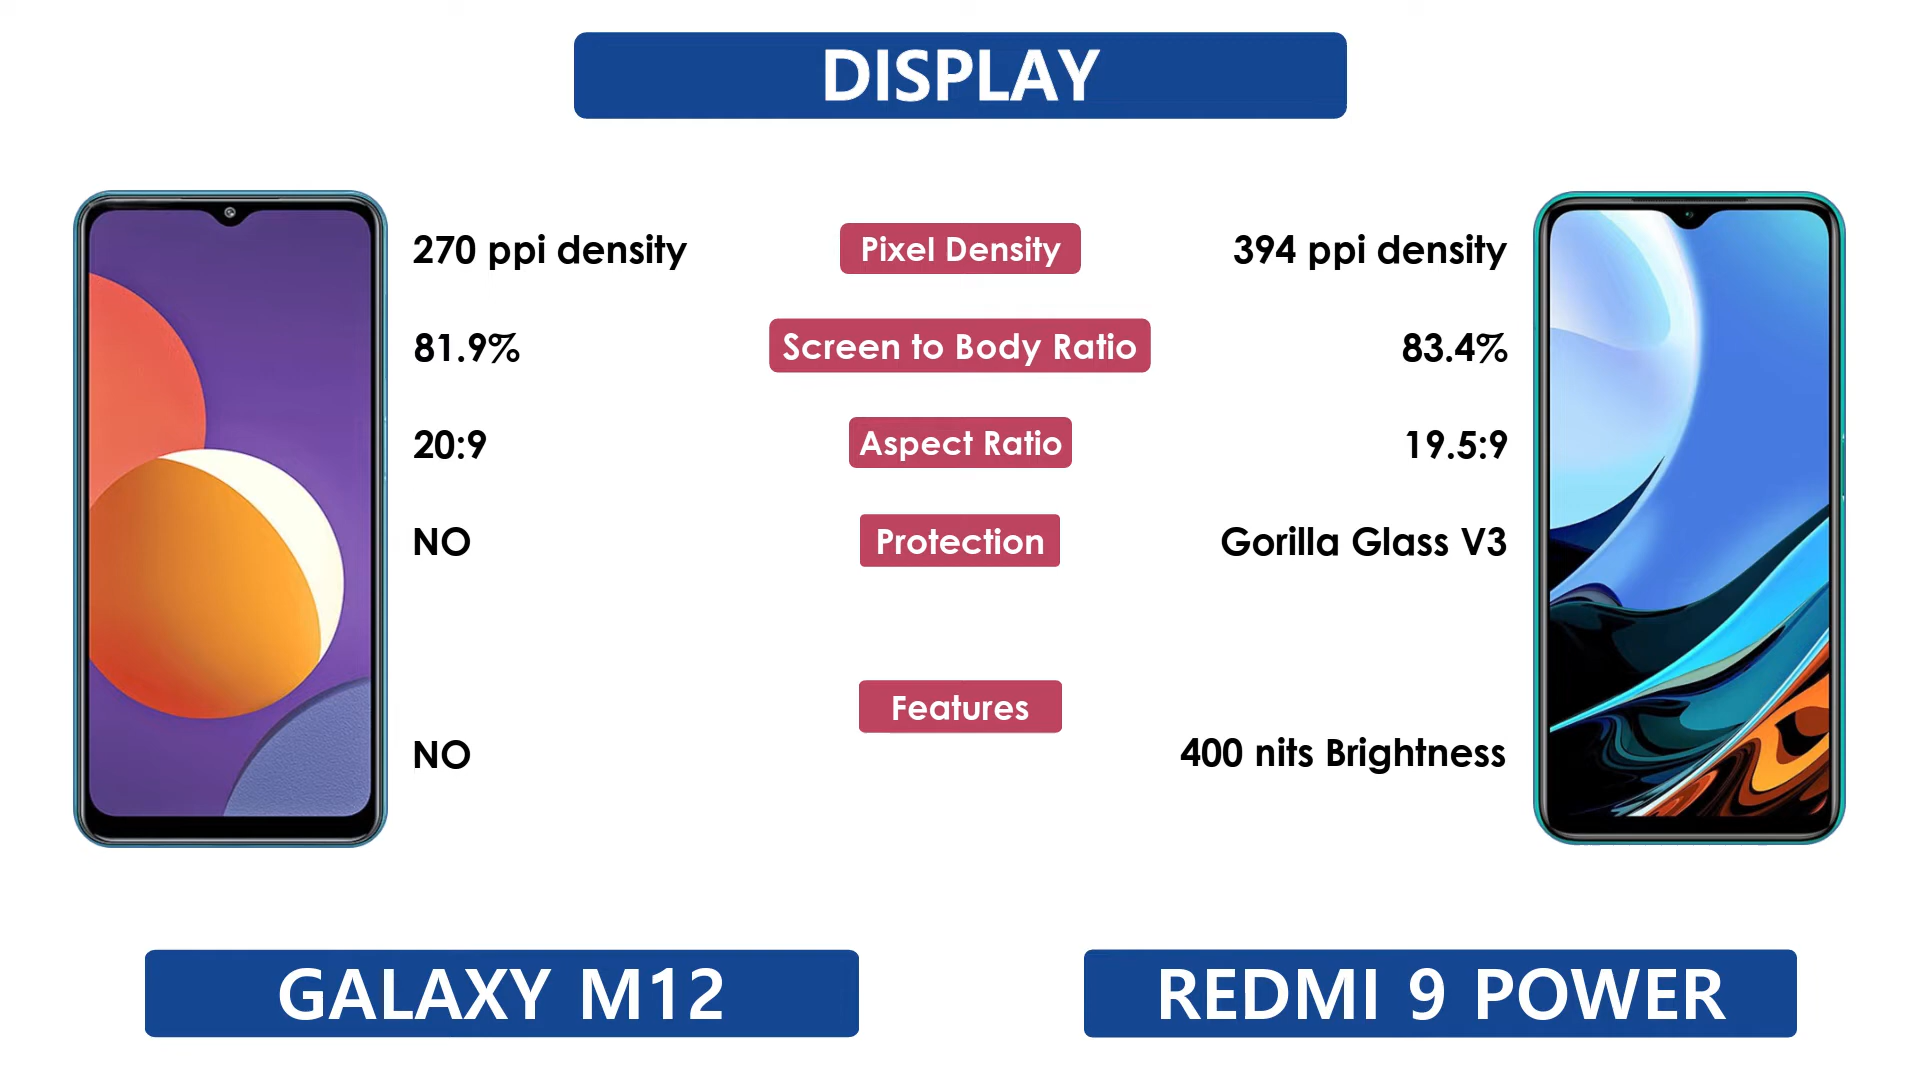 DISPLAY
270 ppi density Pixel Density 394 ppi density
81.9% Screen to Body Ratio 83.4%
20:9 Aspect Ratio 19.5:9
NO Protection Gorilla Glass V3
Features
NO 400 nits Brightness
GALAXY M12 REDMI 9 POWER